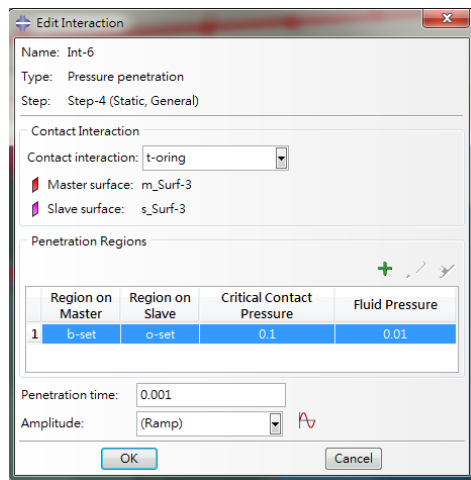 Edit Interaction
Name: Int-6
Type: Pressure penetration
Step: Step-4 (Static, General)
Contact Interaction
Contact interaction: t-oring
Master surface: m_Surf-3
Slave surface: s_Surf-3
Penetration Regions
Region on Master Region on Slave Critical Contact Pressure Fluid Pressure
1 b-set o-set 0.1 0.01
Penetration time: 0.001
Amplitude: (Ramp)
OK Cancel